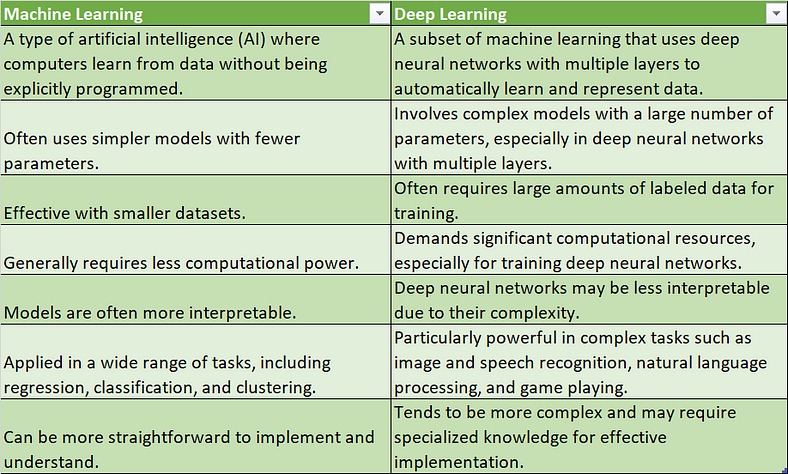 Machine Learning
Deep Learning
A type of artificial intelligence (AI) where
computers learn from data without being
explicitly programmed.
A subset of machine learning that uses deep
neural networks with multiple layers to
automatically learn and represent data.
Often uses simpler models with fewer
parameters.
Involves complex models with a large number of
parameters, especially in deep neural networks
with multiple layers.
Effective with smaller datasets.
Often requires large amounts of labeled data for
training.
Generally requires less computational power.
Demands significant computational resources,
especially for training deep neural networks.
Models are often more interpretable.
Deep neural networks may be less interpretable
due to their complexity.
Applied in a wide range of tasks, including
regression, classification, and clustering.
Particularly powerful in complex tasks such as
image and speech recognition, natural language
processing, and game playing.
Can be more straightforward to implement and
understand.
Tends to be more complex and may require
specialized knowledge for effective
implementation.